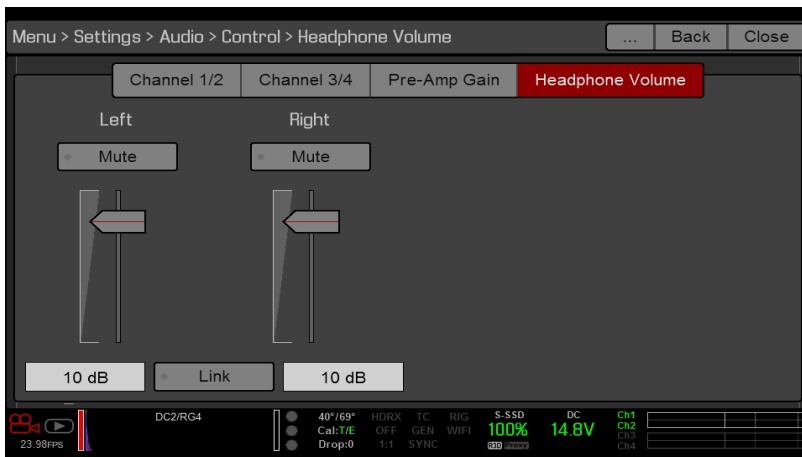 Menu > Settings > Audio > Control > Headphone Volume ... Back Close
Channel 1/2 Channel 3/4 Pre-Amp Gain Headphone Volume
Left Right
Mute Mute
10 dB Link 10 dB
DC2/RG4 40°/69° HDRX TC RIG S-SSD DC Ch1
Cal:T/E OFF GEN WIFI 100% 14.8V Ch2
23.98FPS Drop:0 1:1 SYNC R3D Proxy Ch3
Ch4